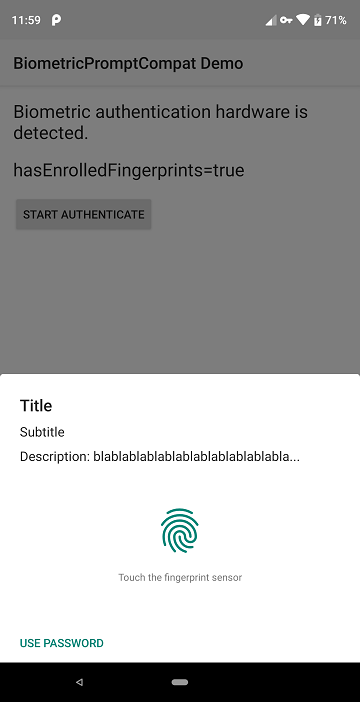 11:59
71%
BiometricPromptCompat Demo
Biometric authentication hardware is
detected.
hasEnrolledFingerprints=true
START AUTHENTICATE
Title
Subtitle
Description: blablablablablablablablablablabla...
Touch the fingerprint sensor
USE PASSWORD